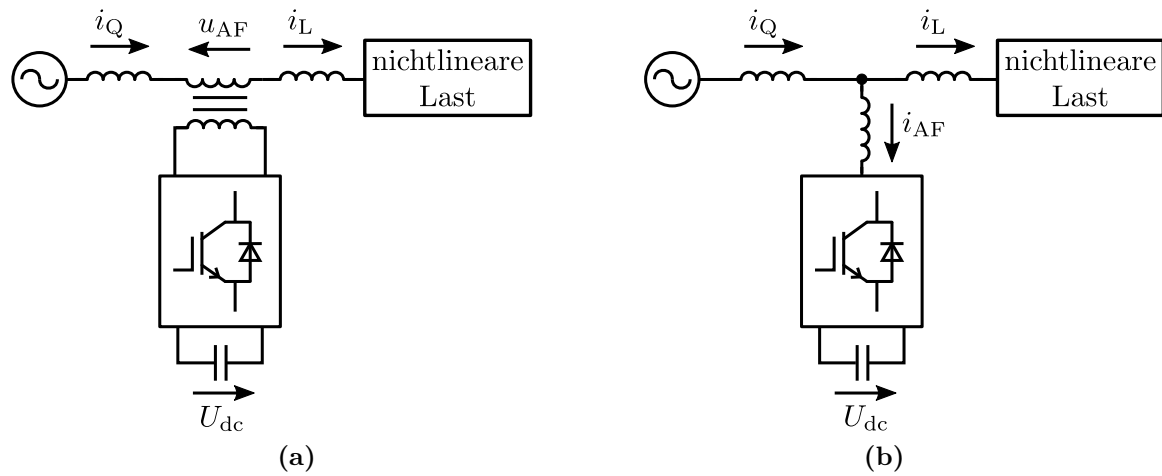 i_Q u_AF i_L
nichtlineare
Last
U_dc
(a)
i_Q i_L
nichtlineare
Last
i_AF
U_dc
(b)